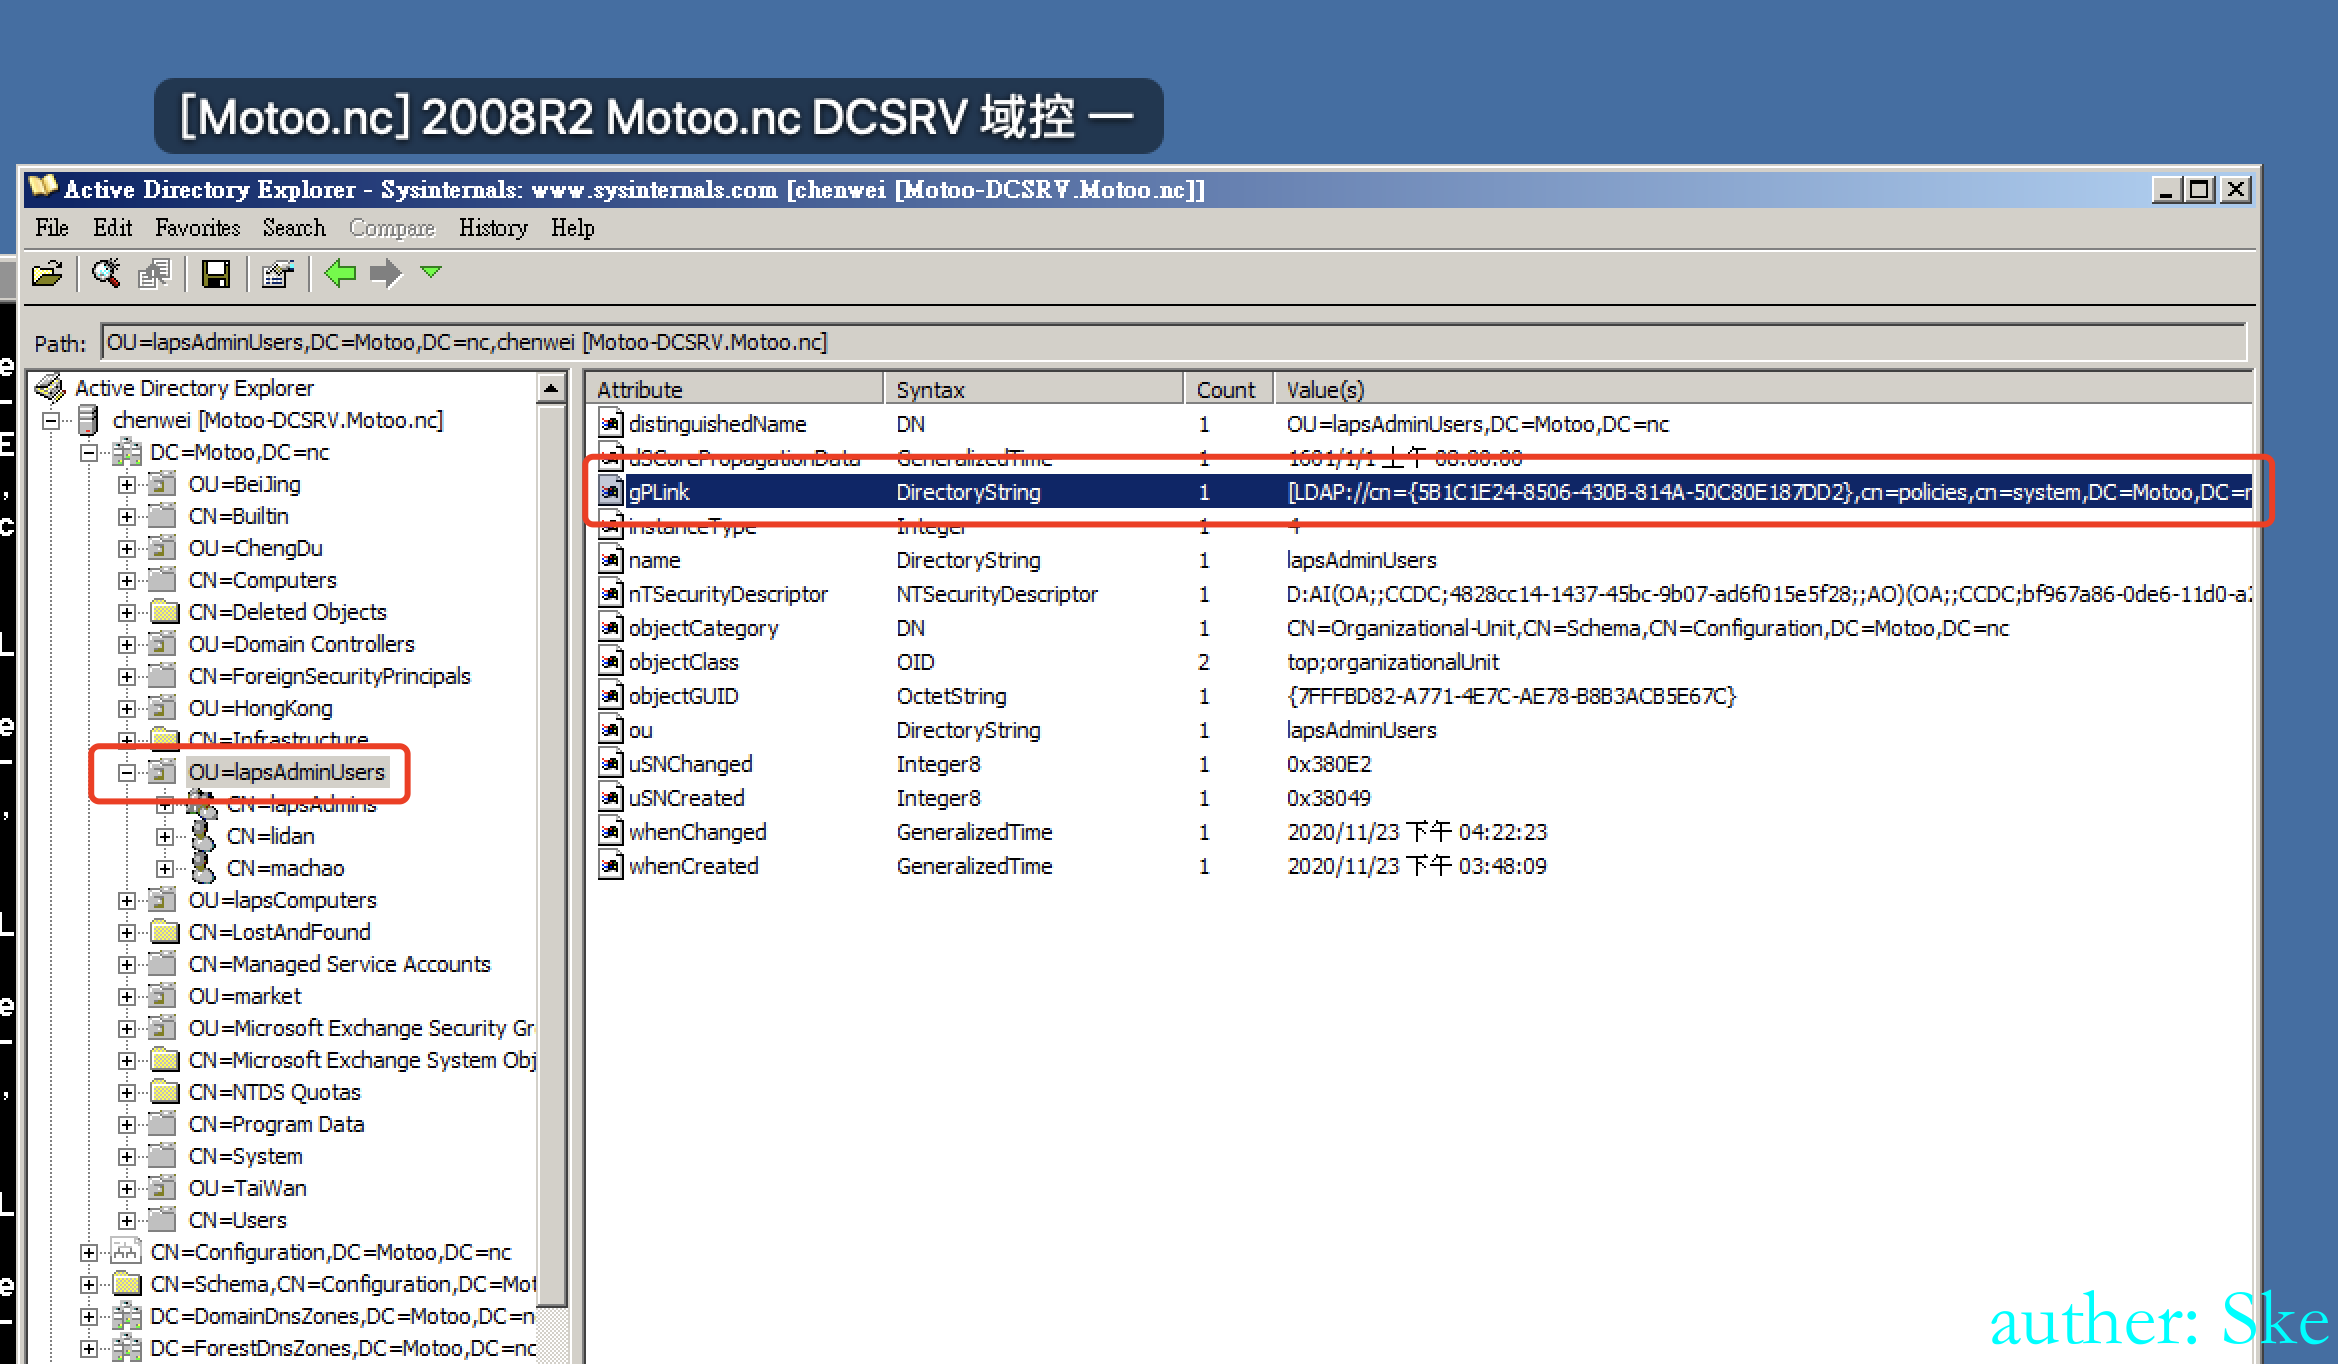 [Motoo.nc] 2008R2 Motoo.nc DCSRV 域控 一
Active Directory Explorer - Sysinternals: www.sysinternals.com [chenwei [Motoo-DCSRV.Motoo.nc]]
File Edit Favorites Search Compare History Help
Path: OU=lapsAdminUsers,DC=Motoo,DC=nc,chenwei [Motoo-DCSRV.Motoo.nc]
Active Directory Explorer
chenwei [Motoo-DCSRV.Motoo.nc]
DC=Motoo,DC=nc
OU=BeiJing
CN=Builtin
OU=ChengDu
CN=Computers
CN=Deleted Objects
OU=Domain Controllers
CN=ForeignSecurityPrincipals
OU=HongKong
CN=Infrastructure
OU=lapsAdminUsers
CN=lapsAdmins
CN=lidan
CN=machao
OU=lapsComputers
CN=LostAndFound
CN=Managed Service Accounts
OU=market
OU=Microsoft Exchange Security Gr
CN=Microsoft Exchange System Obj
CN=NTDS Quotas
CN=Program Data
CN=System
OU=TaiWan
CN=Users
CN=Configuration,DC=Motoo,DC=nc
CN=Schema,CN=Configuration,DC=Mot
DC=DomainDnsZones,DC=Motoo,DC=n
DC=ForestDnsZones,DC=Motoo,DC=nc
Attribute Syntax Count Value(s)
distinguishedName DN 1 OU=lapsAdminUsers,DC=Motoo,DC=nc
dSCorePropagationData GeneralizedTime 1 1601/1/1 上午 08:00:00
gPLink DirectoryString 1 [LDAP://cn={5B1C1E24-8506-430B-814A-50C80E187DD2},cn=policies,cn=system,DC=Motoo,DC=n
instanceType Integer 1 4
name DirectoryString 1 lapsAdminUsers
nTSecurityDescriptor NTSecurityDescriptor 1 D:AI(OA;;CCDC;4828cc14-1437-45bc-9b07-ad6f015e5f28;;AO)(OA;;CCDC;bf967a86-0de6-11d0-a2
objectCategory DN 1 CN=Organizational-Unit,CN=Schema,CN=Configuration,DC=Motoo,DC=nc
objectClass OID 2 top;organizationalUnit
objectGUID OctetString 1 {7FFFBD82-A771-4E7C-AE78-B8B3ACB5E67C}
ou DirectoryString 1 lapsAdminUsers
uSNChanged Integer8 1 0x380E2
uSNCreated Integer8 1 0x38049
whenChanged GeneralizedTime 1 2020/11/23 下午 04:22:23
whenCreated GeneralizedTime 1 2020/11/23 下午 03:48:09
auther: Ske